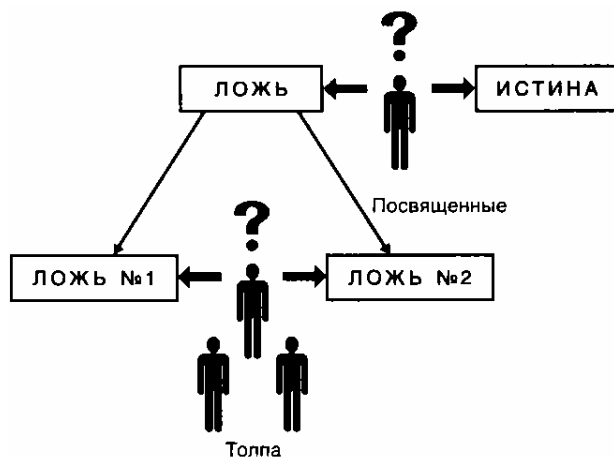 ?
ЛОЖЬ
ИСТИНА
Посвященные
?
ЛОЖЬ №1
ЛОЖЬ №2
Толпа